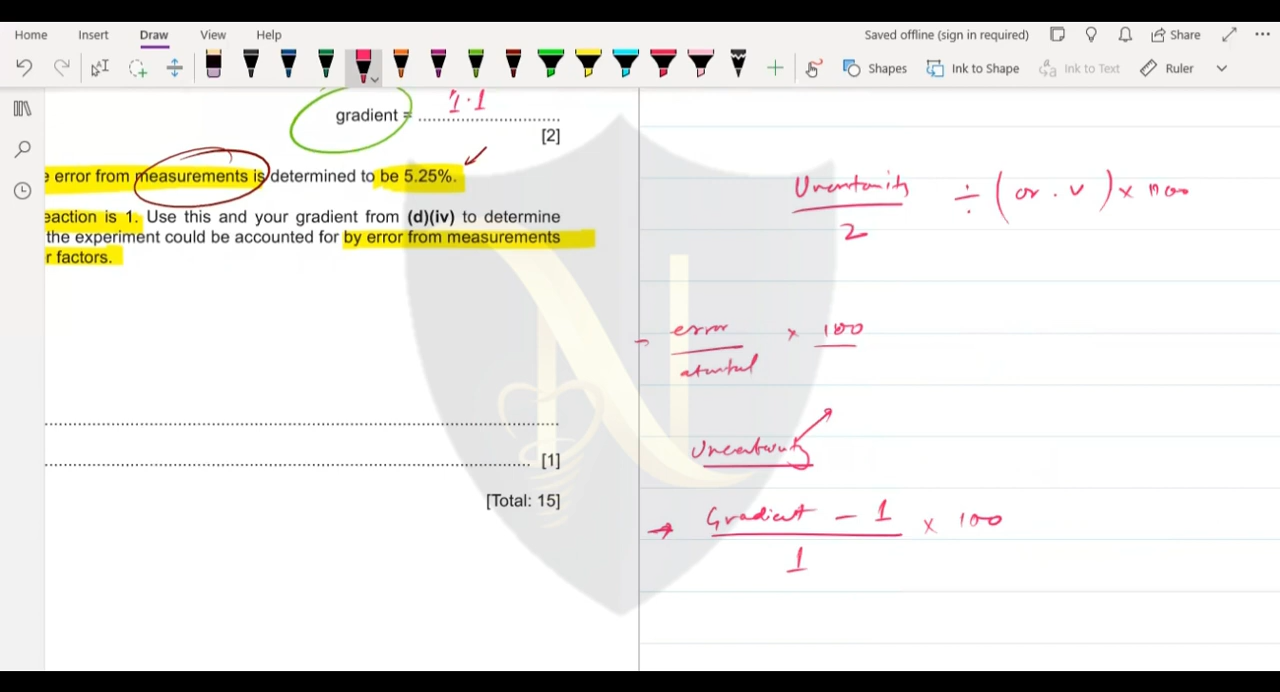 Home Insert Draw View Help
Saved offline (sign in required) Share
Shapes Ink to Shape Ink to Text Ruler
gradient = 1.1
[2]
error from measurements is determined to be 5.25%.
eaction is 1. Use this and your gradient from (d)(iv) to determine
the experiment could be accounted for by error from measurements
r factors.
[1]
[Total: 15]
÷ ( or . v ) × 100
2
error × 100
Gradient - 1 × 100
1